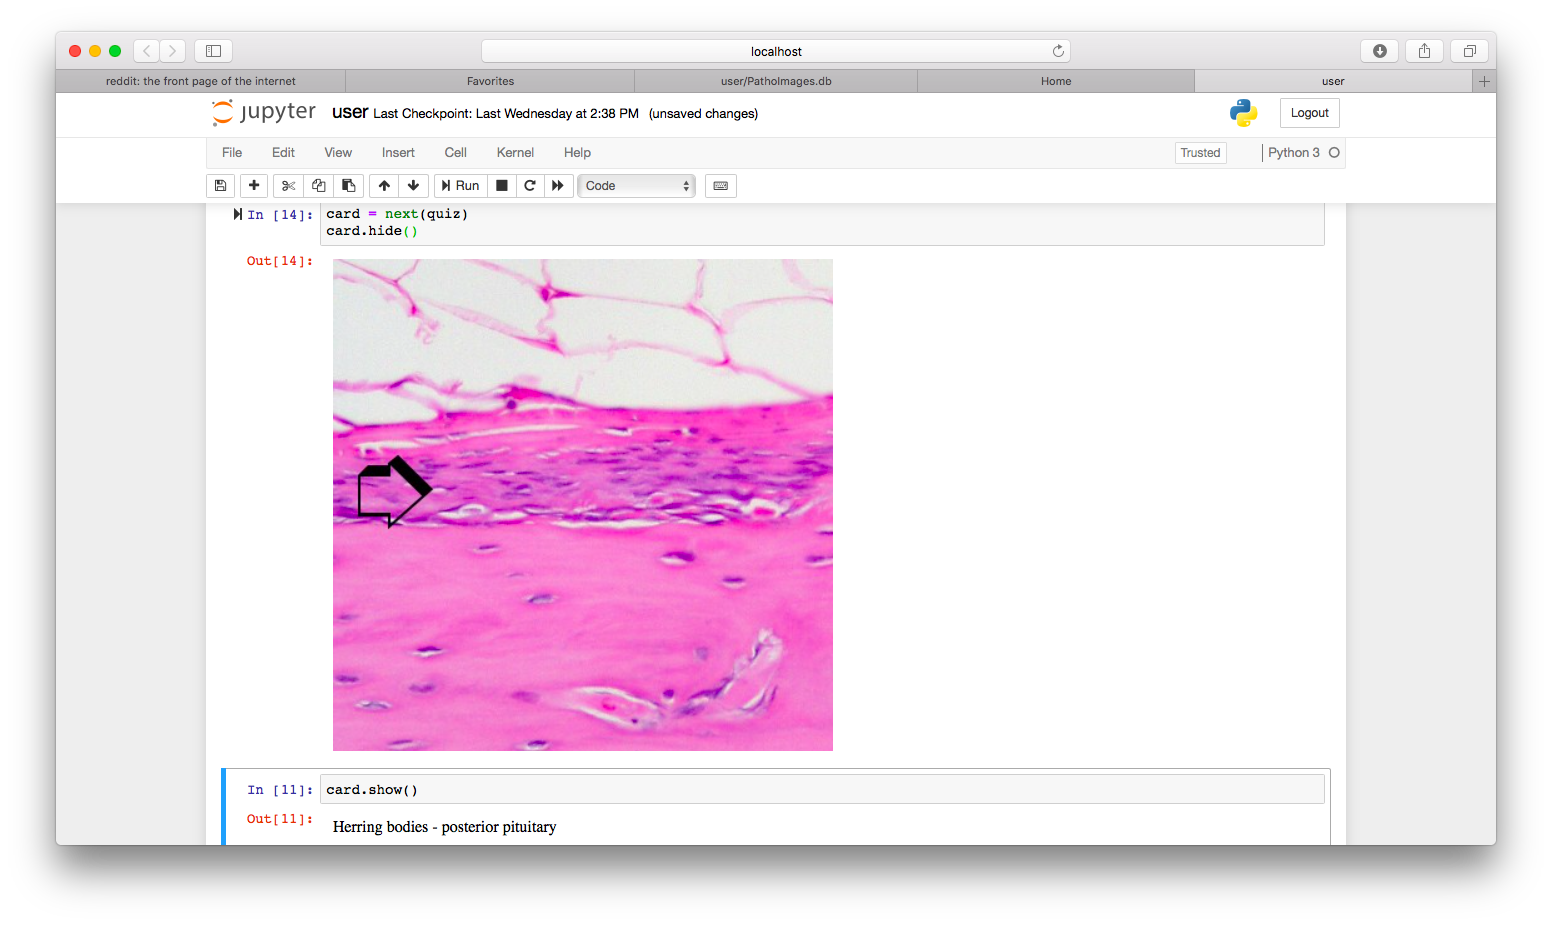 localhost
reddit: the front page of the internet Favorites user/PathoImages.db Home user
jupyter user Last Checkpoint: Last Wednesday at 2:38 PM (unsaved changes) Logout
File Edit View Insert Cell Kernel Help Trusted Python 3
Run Code
In [14]: card = next(quiz)
card.hide()
Out[14]:
In [11]: card.show()
Out[11]: Herring bodies - posterior pituitary